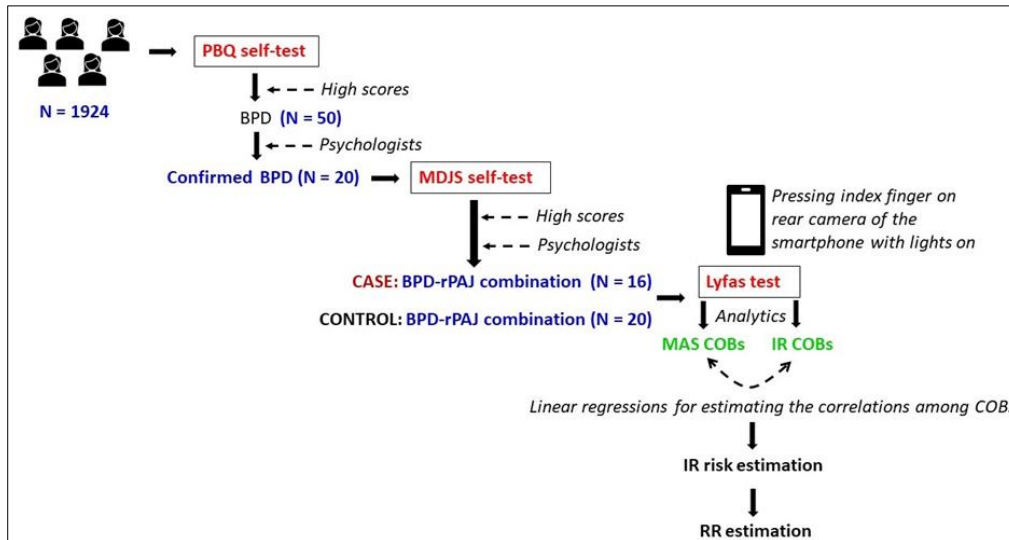 PBQ self-test
N = 1924
High scores
BPD (N = 50)
Psychologists
Confirmed BPD (N = 20)
MDJS self-test
High scores
Psychologists
Pressing index finger on
rear camera of the
smartphone with lights on
CASE: BPD-rPAJ combination (N = 16)
CONTROL: BPD-rPAJ combination (N = 20)
Lyfas test
Analytics
MAS COBs
IR COBs
Linear regressions for estimating the correlations among COBs
IR risk estimation
RR estimation